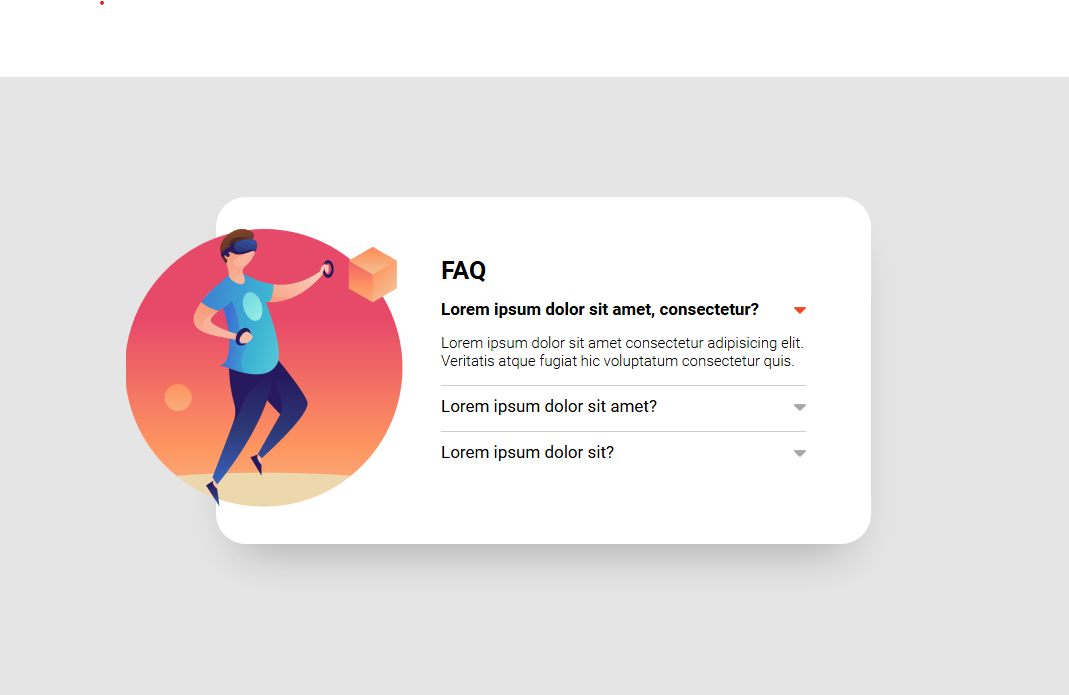 FAQ
Lorem ipsum dolor sit amet, consectetur?
Lorem ipsum dolor sit amet consectetur adipisicing elit.
Veritatis atque fugiat hic voluptatum consectetur quis.
Lorem ipsum dolor sit amet?
Lorem ipsum dolor sit?